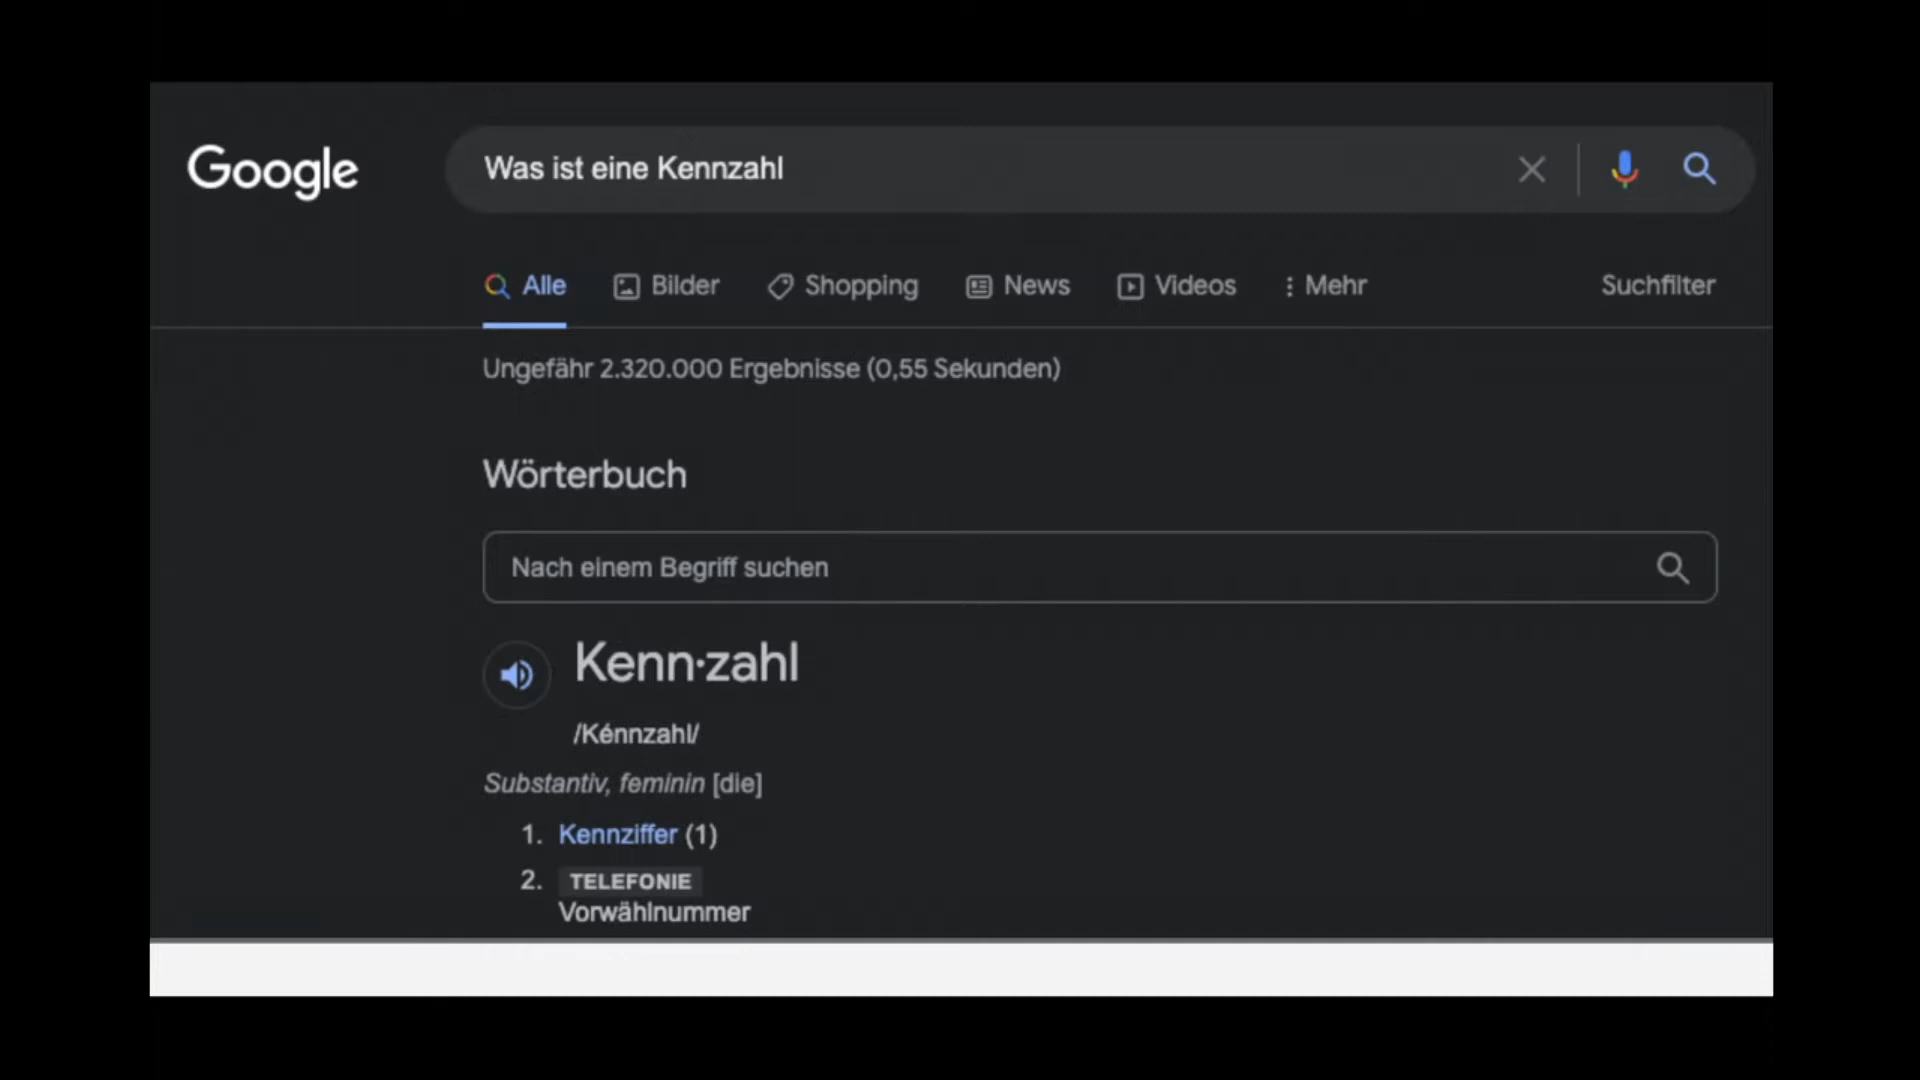 Google
Was ist eine Kennzahl
Alle Bilder Shopping News Videos Mehr Suchfilter
Ungefähr 2.320.000 Ergebnisse (0,55 Sekunden)
Wörterbuch
Nach einem Begriff suchen
Kenn·zahl
/Kénnzahl/
Substantiv, feminin [die]
1. Kennziffer (1)
2. TELEFONIE
Vorwählnummer